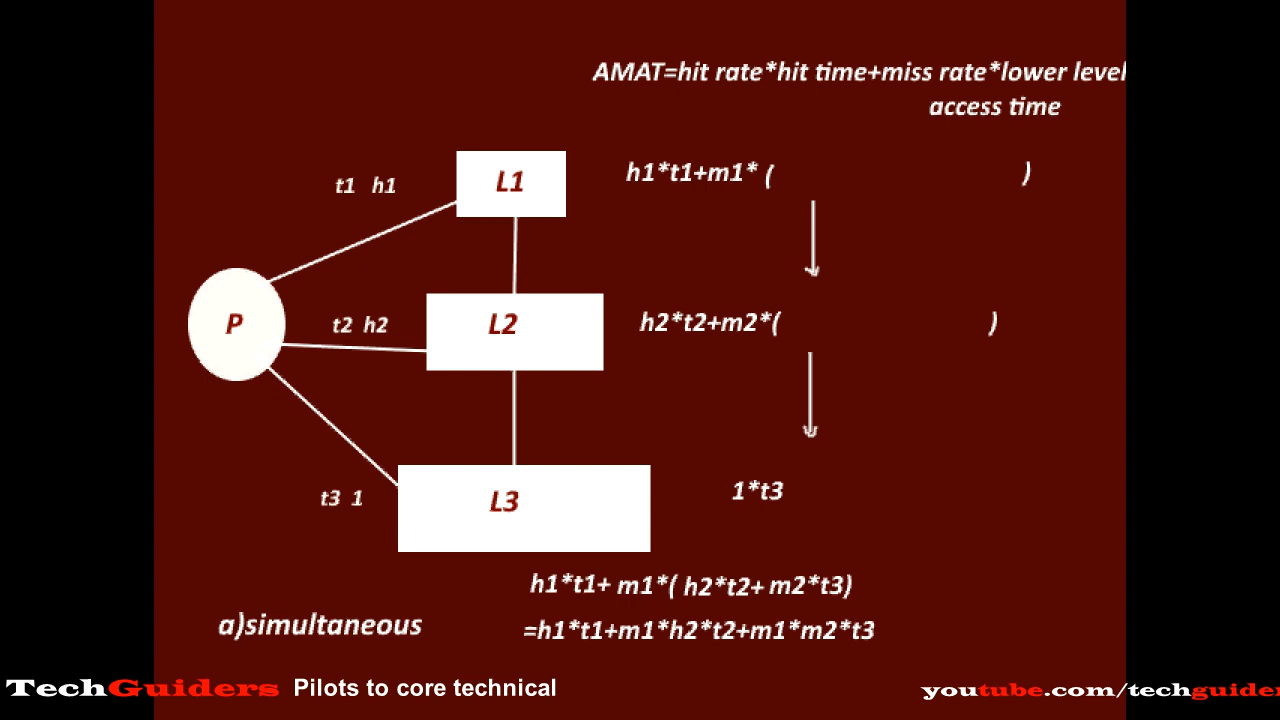 AMAT=hit rate*hit time+miss rate*lower level
access time
t1 h1
L1
h1*t1+m1* ( )
P
t2 h2
L2
h2*t2+m2*( )
t3 1
L3
1*t3
h1*t1+ m1*( h2*t2+ m2*t3)
a)simultaneous
=h1*t1+m1*h2*t2+m1*m2*t3
TechGuiders Pilots to core technical
youtube.com/techguider